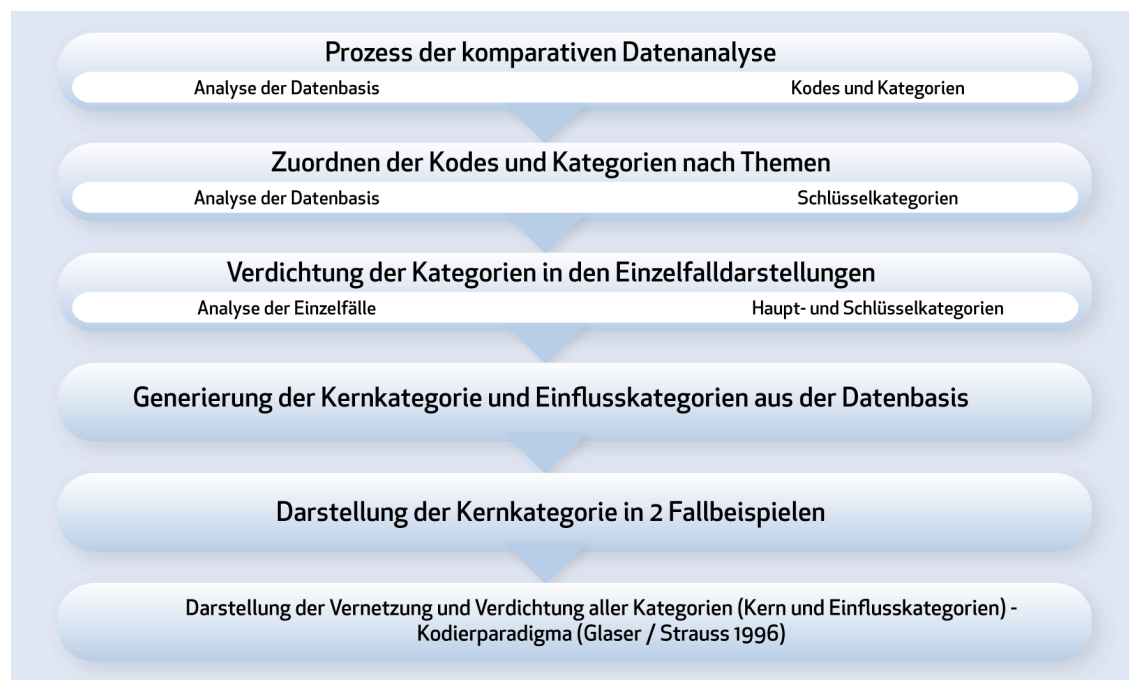 Prozess der komparativen Datenanalyse
Analyse der Datenbasis
Kodes und Kategorien
Zuordnen der Kodes und Kategorien nach Themen
Analyse der Datenbasis
Schlüsselkategorien
Verdichtung der Kategorien in den Einzelfalldarstellungen
Analyse der Einzelfälle
Haupt- und Schlüsselkategorien
Generierung der Kernkategorie und Einflusskategorien aus der Datenbasis
Darstellung der Kernkategorie in 2 Fallbeispielen
Darstellung der Vernetzung und Verdichtung aller Kategorien (Kern und Einflusskategorien) -
Kodierparadigma (Glaser / Strauss 1996)